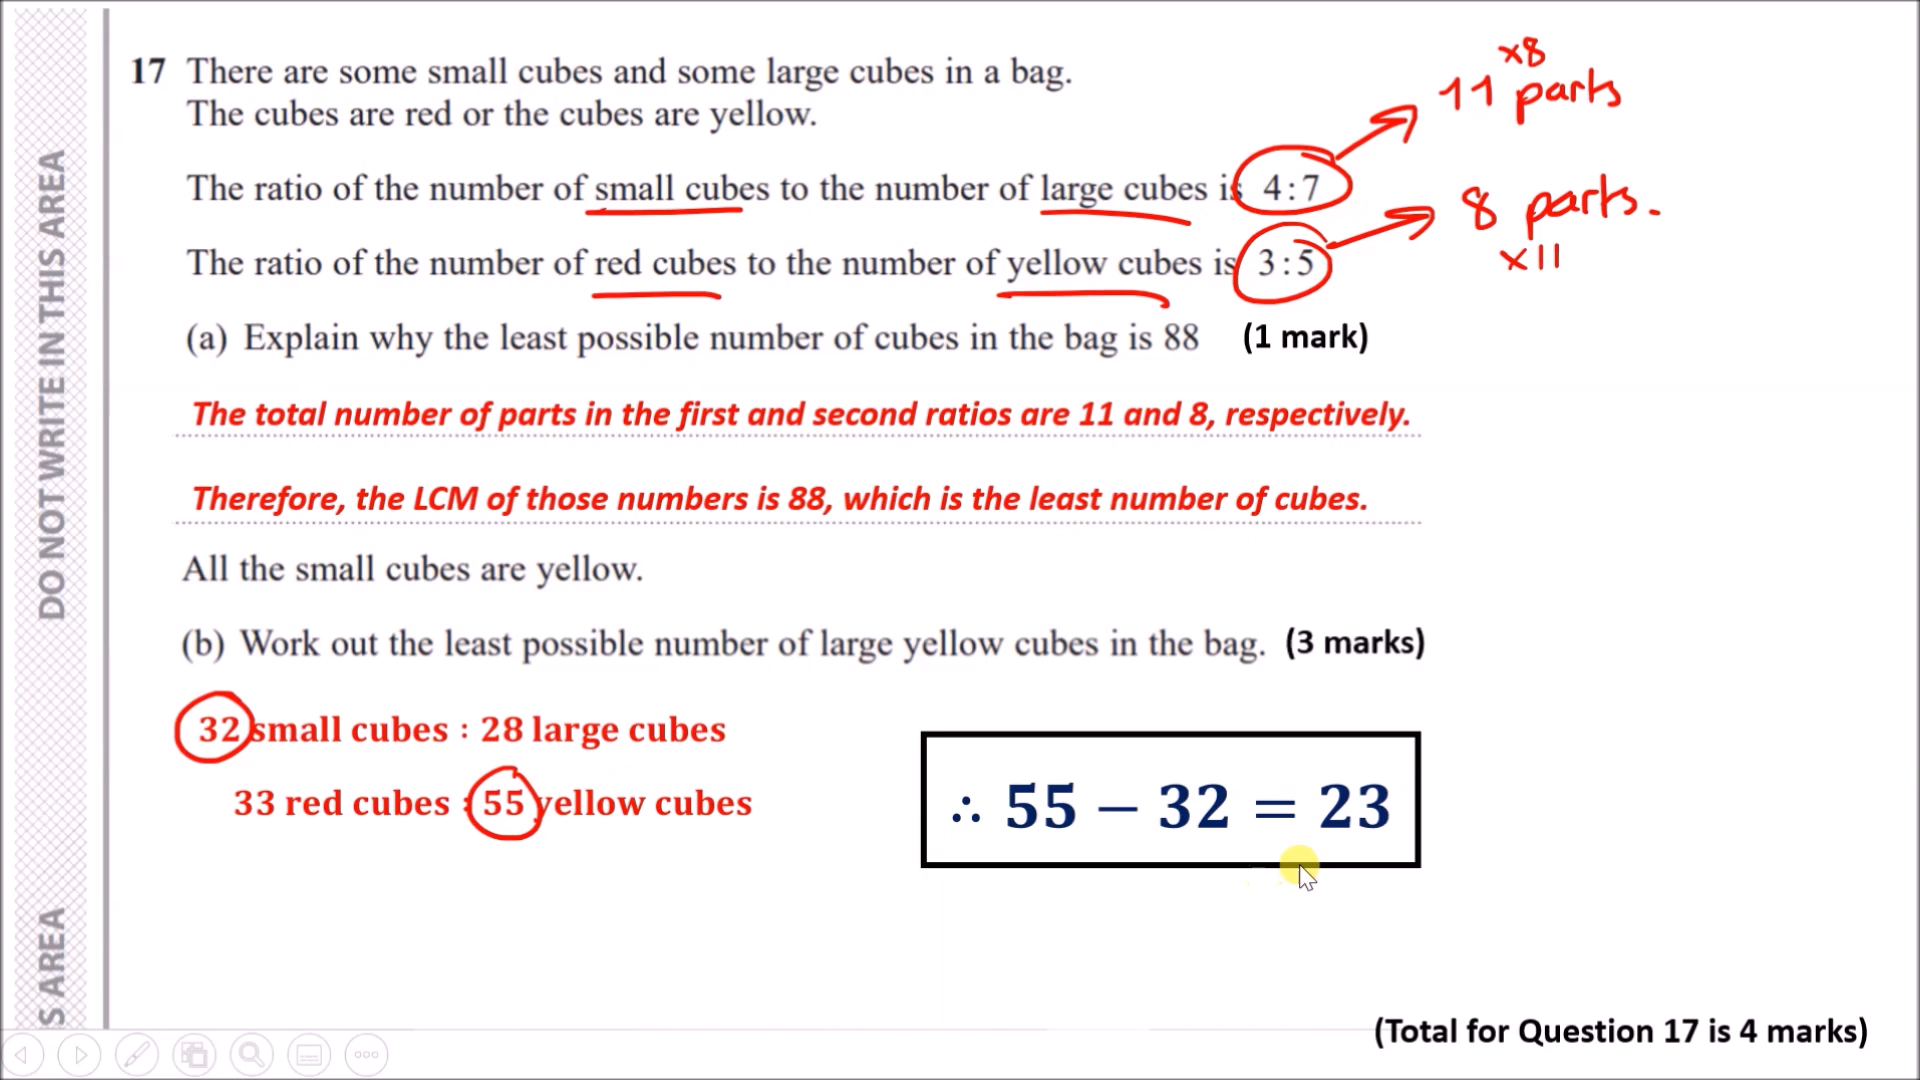 DO NOT WRITE IN THIS AREA
S AREA
17 There are some small cubes and some large cubes in a bag.
The cubes are red or the cubes are yellow.
x8
11 parts
The ratio of the number of small cubes to the number of large cubes is 4 : 7
8 parts.
x11
The ratio of the number of red cubes to the number of yellow cubes is 3 : 5
(a) Explain why the least possible number of cubes in the bag is 88 (1 mark)
The total number of parts in the first and second ratios are 11 and 8, respectively.
Therefore, the LCM of those numbers is 88, which is the least number of cubes.
All the small cubes are yellow.
(b) Work out the least possible number of large yellow cubes in the bag. (3 marks)
32 small cubes : 28 large cubes
33 red cubes : 55 yellow cubes
∴ 55 − 32 = 23
(Total for Question 17 is 4 marks)